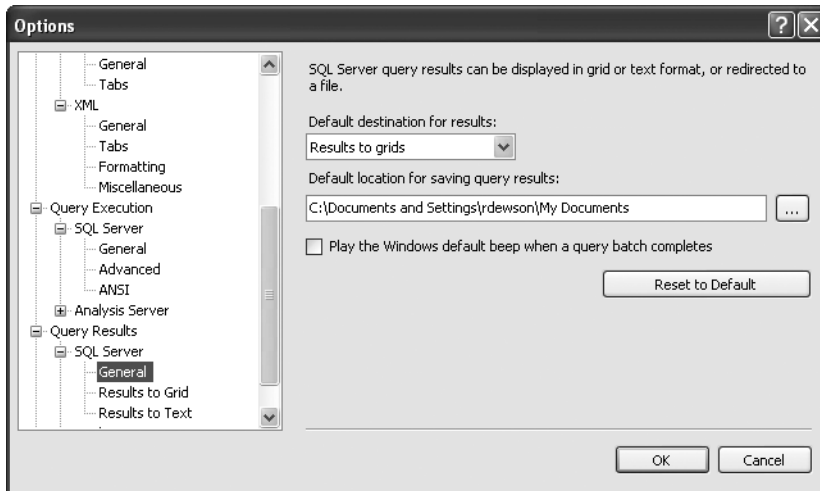 Options
General
Tabs
XML
General
Tabs
Formatting
Miscellaneous
Query Execution
SQL Server
General
Advanced
ANSI
Analysis Server
Query Results
SQL Server
General
Results to Grid
Results to Text
SQL Server query results can be displayed in grid or text format, or redirected to
a file.
Default destination for results:
Results to grids
Default location for saving query results:
C:\Documents and Settings\rdewson\My Documents
...
Play the Windows default beep when a query batch completes
Reset to Default
OK
Cancel